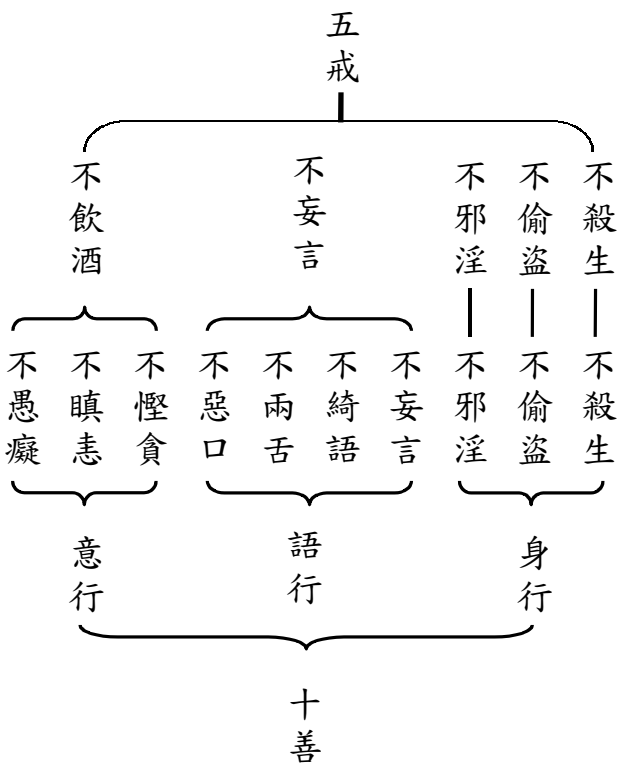 五戒
不殺生
不偷盜
不邪淫
不妄言
不飲酒
不殺生
不偷盜
不邪淫
不妄言
不綺語
不兩舌
不惡口
不慳貪
不瞋恚
不愚癡
身行
語行
意行
十善